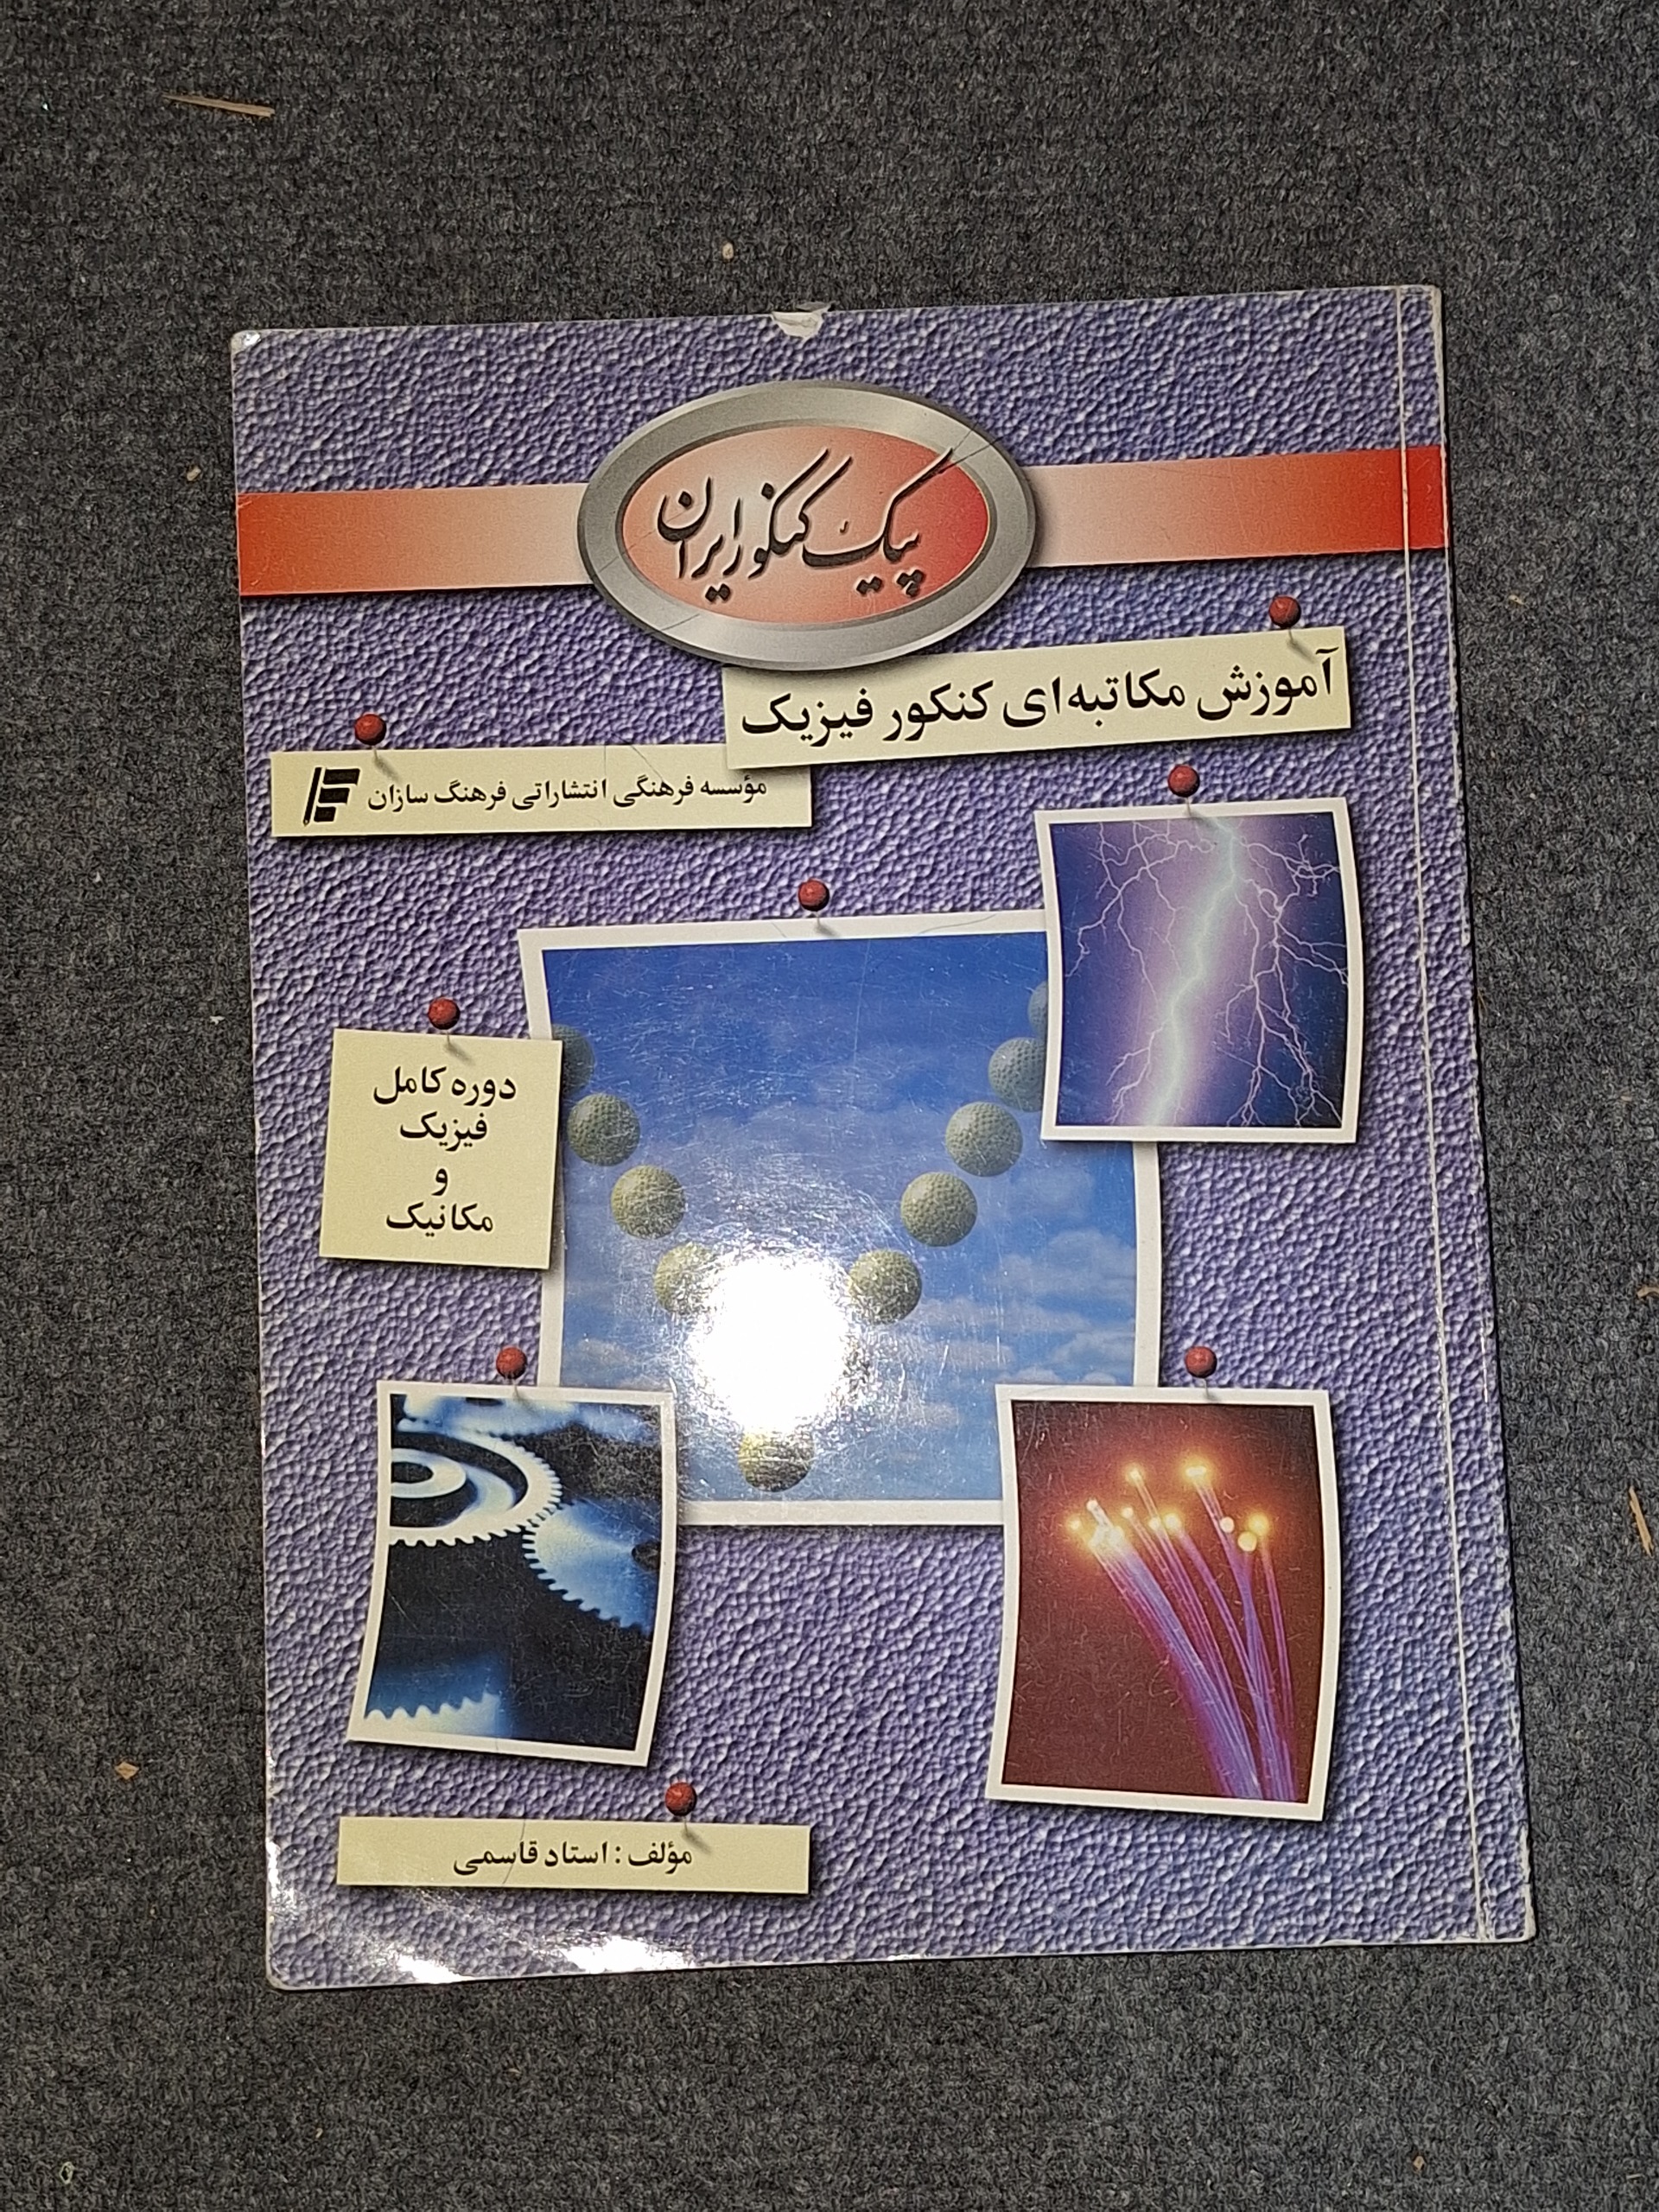 پیک کنکور ایران
آموزش مکاتبه‌ای کنکور فیزیک
مؤسسه فرهنگی انتشاراتی فرهنگ سازان
دوره کامل
فیزیک
و
مکانیک
مؤلف : استاد قاسمی